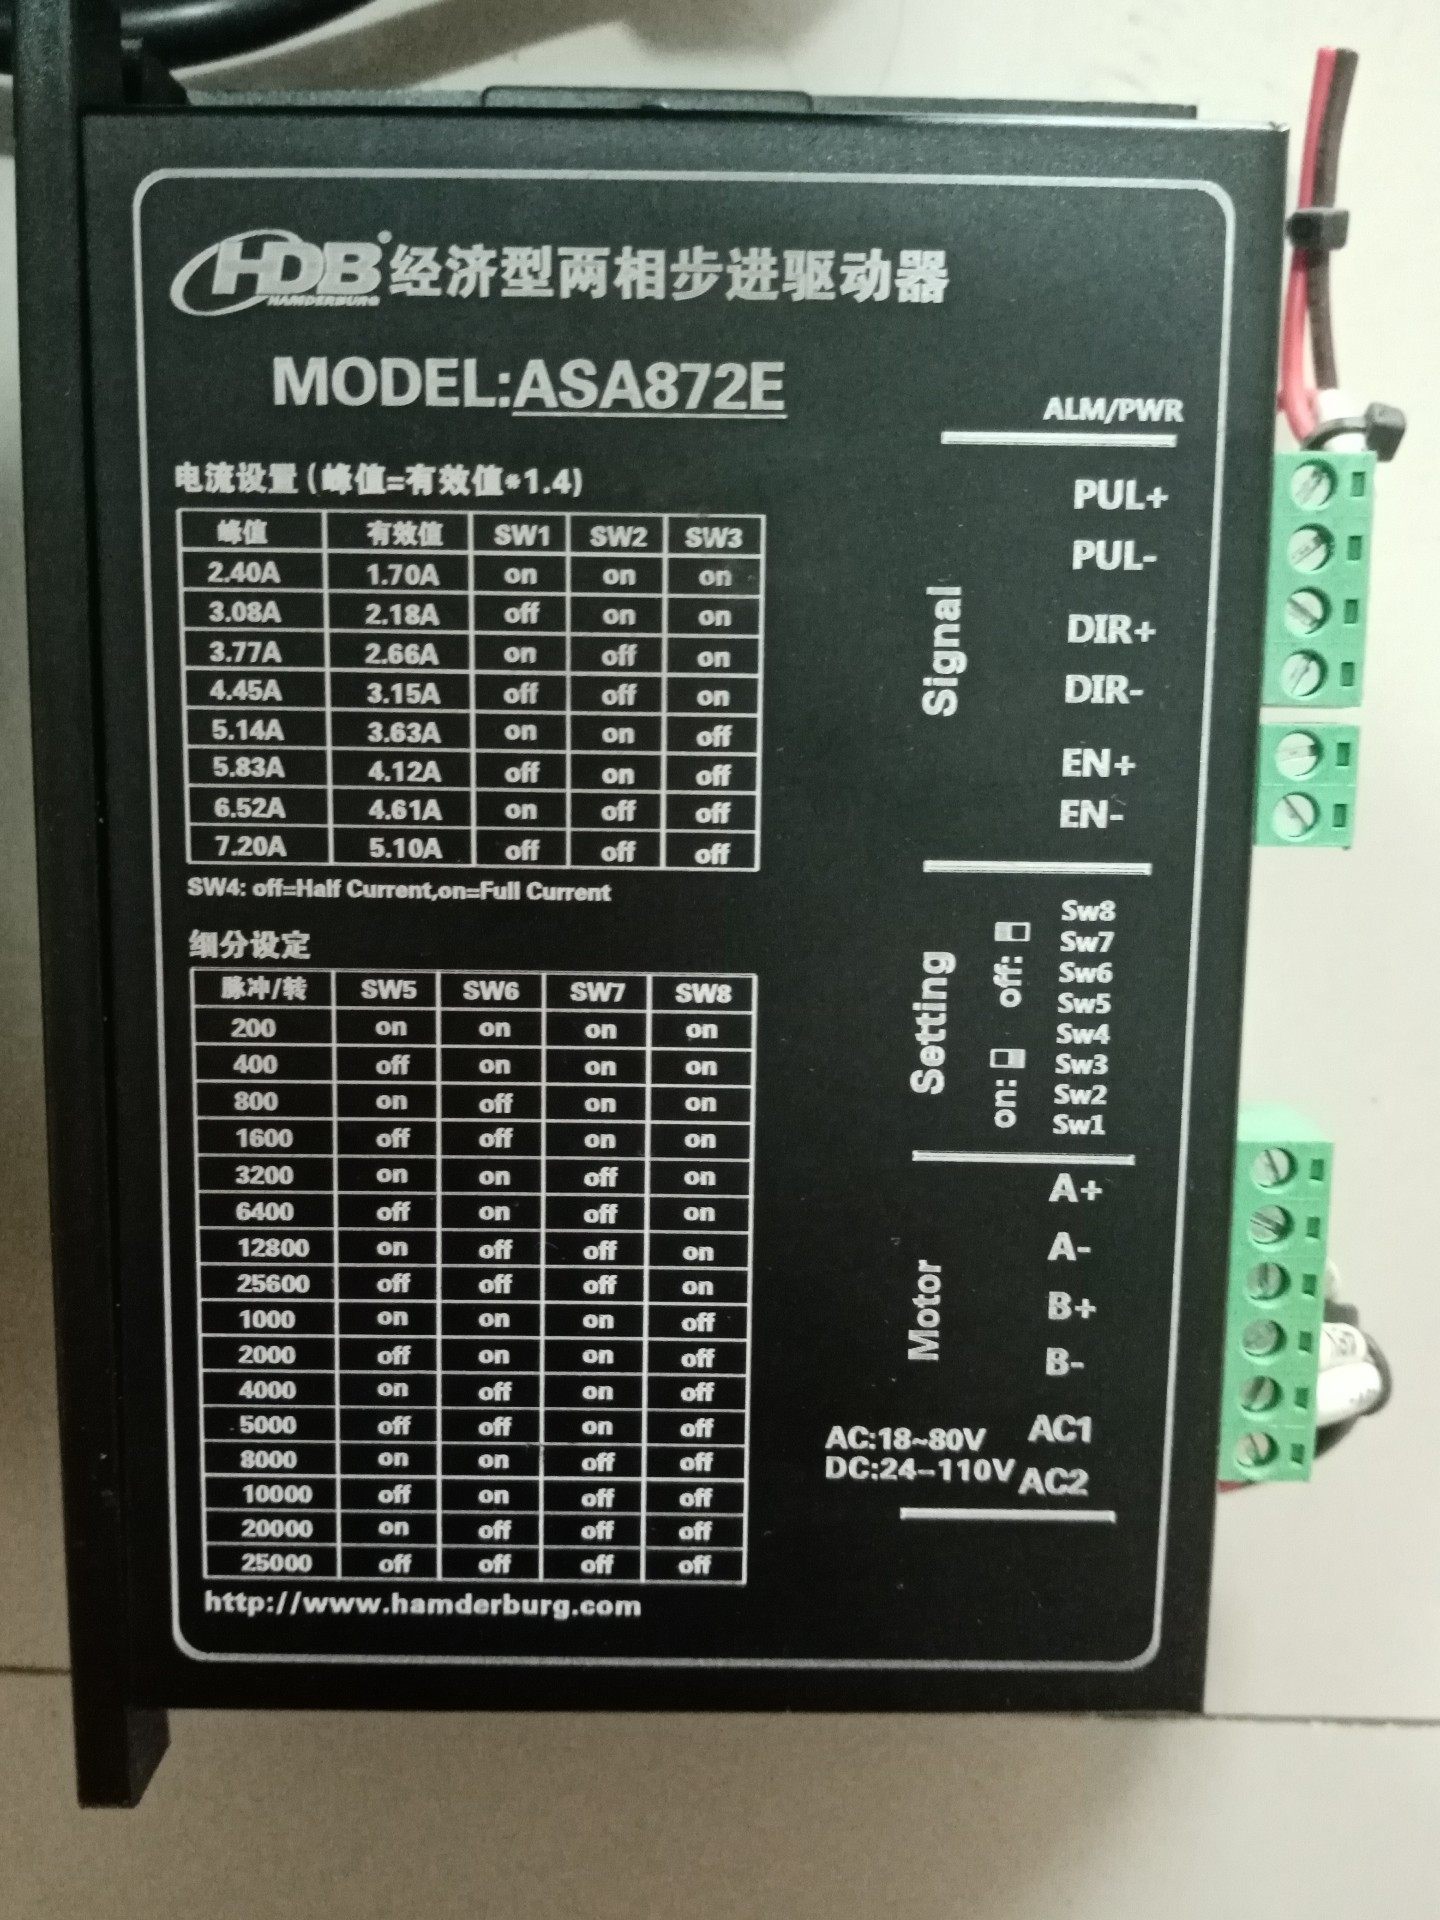 HDB® 经济型两相步进驱动器
HAMDERBURG
MODEL:ASA872E
电流设置(峰值=有效值*1.4)
峰值 有效值 SW1 SW2 SW3
2.40A 1.70A on on on
3.08A 2.18A off on on
3.77A 2.66A on off on
4.45A 3.15A off off on
5.14A 3.63A on on off
5.83A 4.12A off on off
6.52A 4.61A on off off
7.20A 5.10A off off off
SW4: off=Half Current,on=Full Current
细分设定
脉冲/转 SW5 SW6 SW7 SW8
200 on on on on
400 off on on on
800 on off on on
1600 off off on on
3200 on on off on
6400 off on off on
12800 on off off on
25600 off off off on
1000 on on on off
2000 off on on off
4000 on off on off
5000 off off on off
8000 on on off off
10000 off on off off
20000 on off off off
25000 off off off off
http://www.hamderburg.com
ALM/PWR
Signal
PUL+
PUL-
DIR+
DIR-
EN+
EN-
Setting
on:
off:
Sw8
Sw7
Sw6
Sw5
Sw4
Sw3
Sw2
Sw1
Motor
A+
A-
B+
B-
AC:18~80V AC1
DC:24~110V AC2